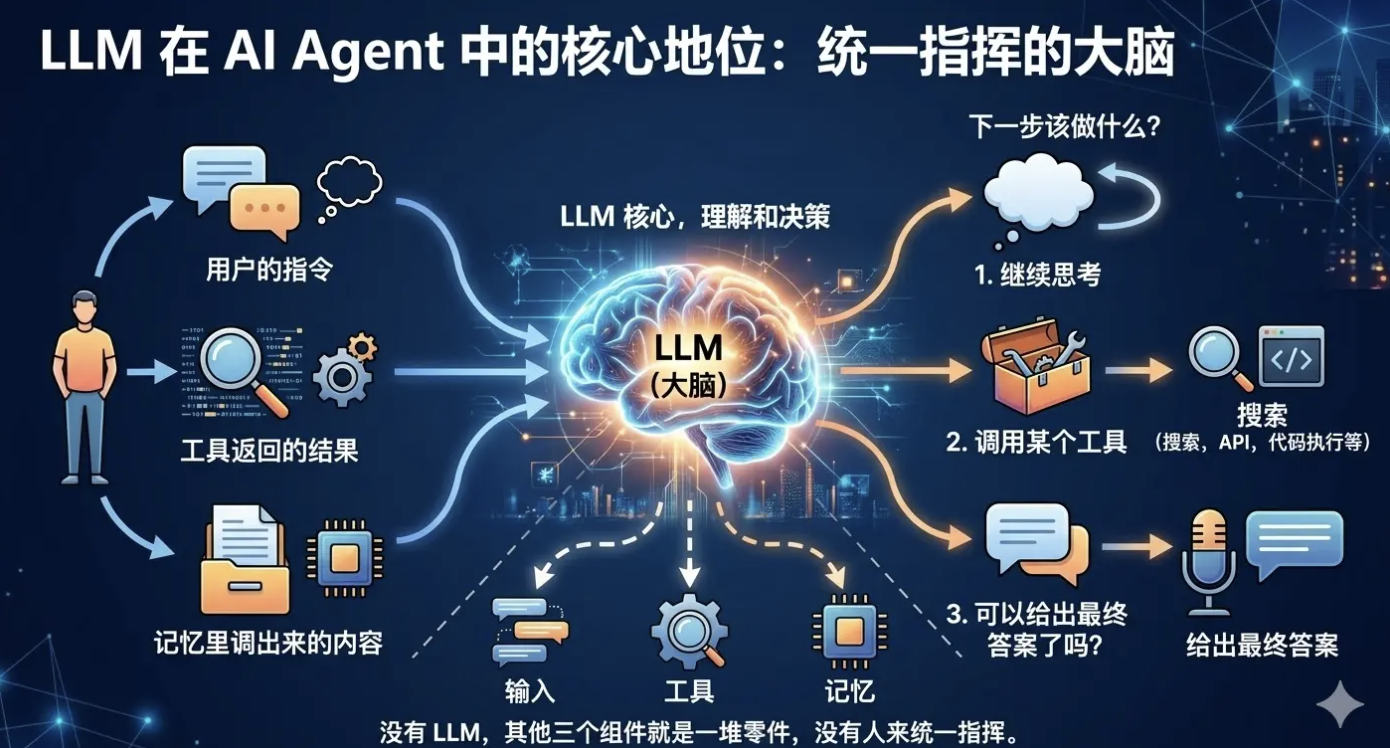 LLM 在 AI Agent 中的核心地位：统一指挥的大脑
下一步该做什么？
LLM 核心，理解和决策
用户的指令
1. 继续思考
LLM
（大脑）
工具返回的结果
2. 调用某个工具
搜索
（搜索，API，代码执行等）
</>
记忆里调出来的内容
3. 可以给出最终
答案了吗？
给出最终答案
输入
工具
记忆
没有 LLM，其他三个组件就是一堆零件，没有人来统一指挥。